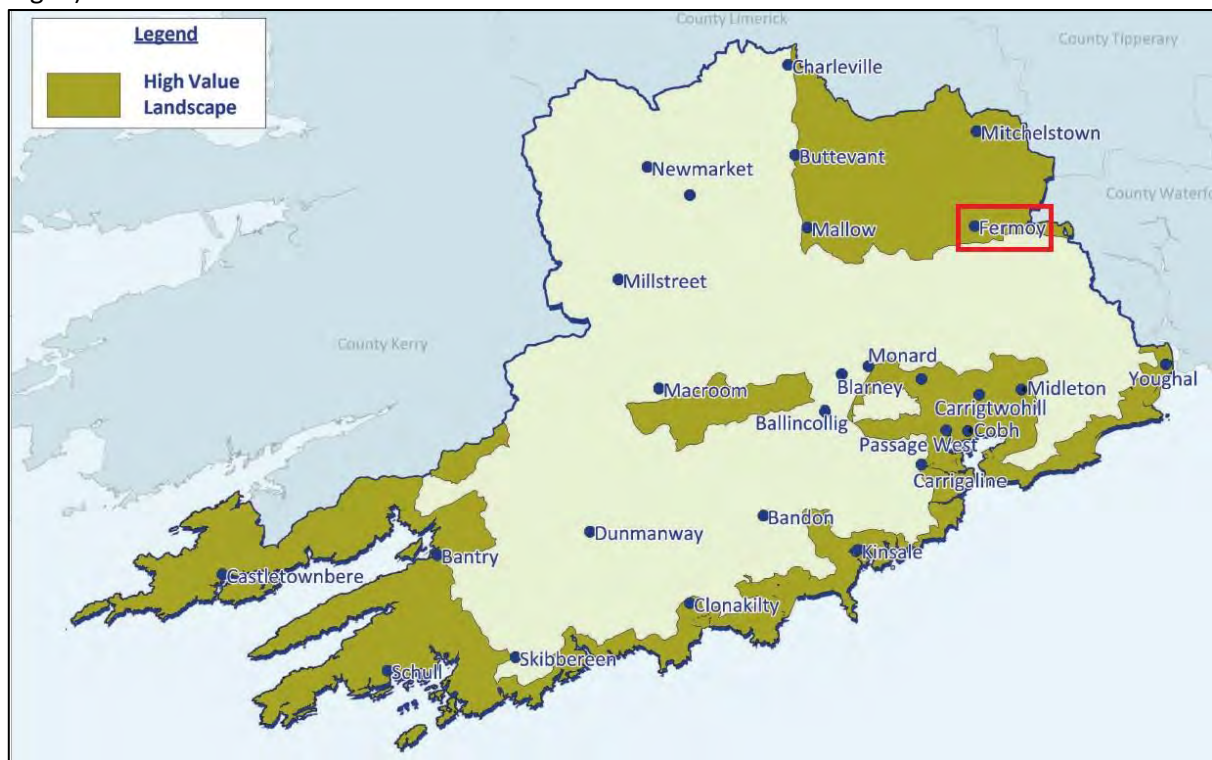 Legend
High Value
Landscape
County Limerick
County Tipperary
Charleville
Mitchelstown
Buttevant
Newmarket
County Waterfo
Mallow
Fermoy
Millstreet
County Kerry
Monard
Blarney
Macroom
Midleton
Youghal
Carrigtwohill
Ballincollig
Cobh
Passage West
Carrigaline
Bandon
Dunmanway
Kinsale
Bantry
Castletownbere
Clonakilty
Skibbereen
Schull